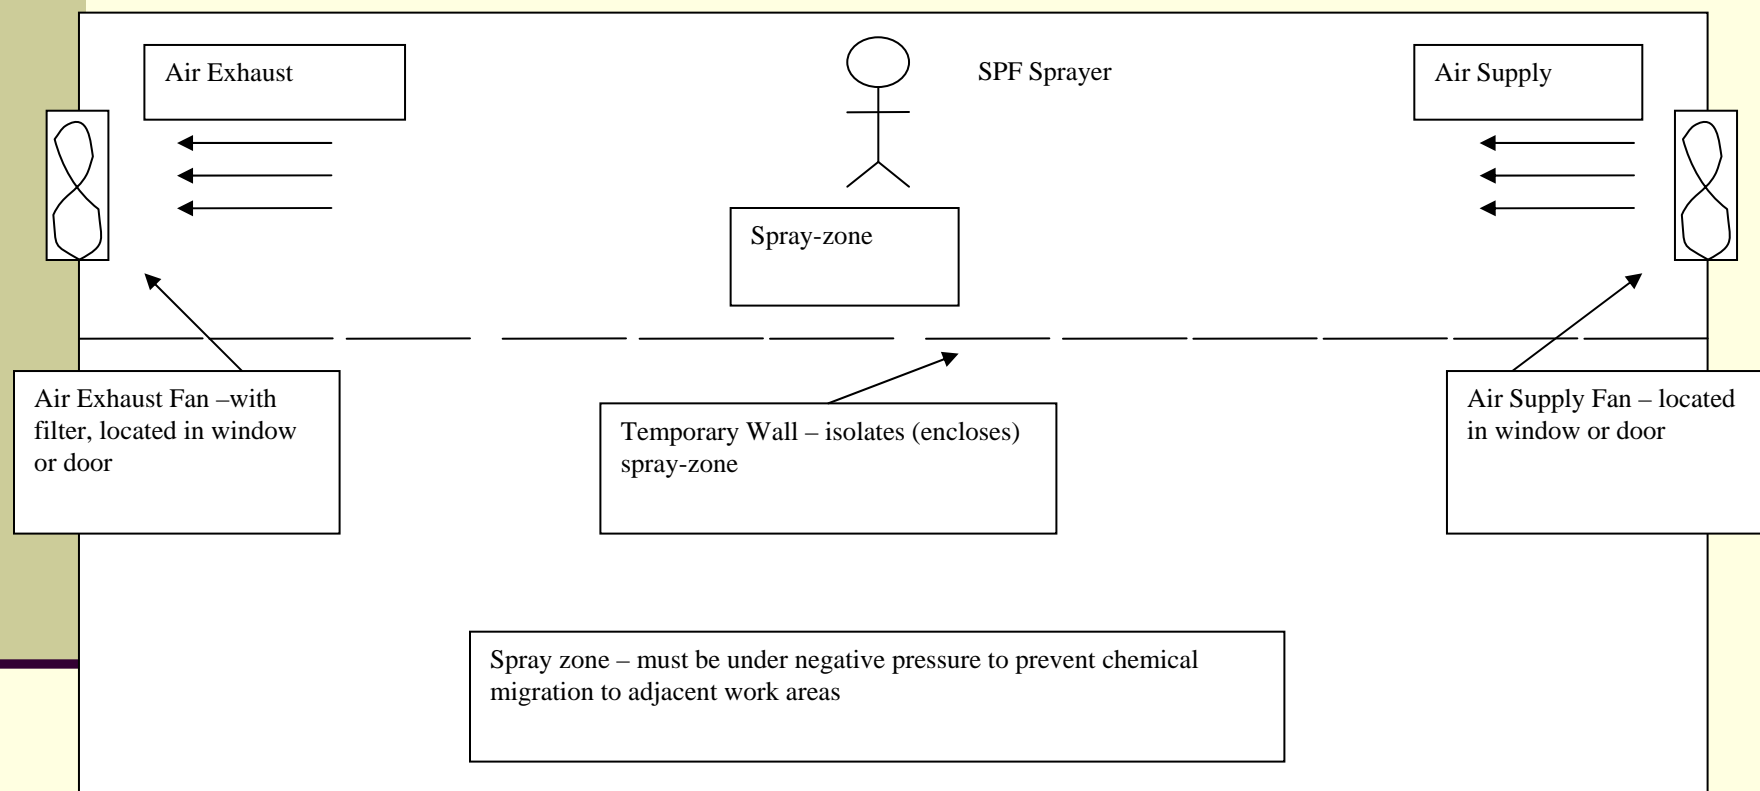 Air Exhaust
SPF Sprayer
Air Supply
Spray-zone
Air Exhaust Fan –with
filter, located in window
or door
Temporary Wall – isolates (encloses)
spray-zone
Air Supply Fan – located
in window or door
Spray zone – must be under negative pressure to prevent chemical
migration to adjacent work areas